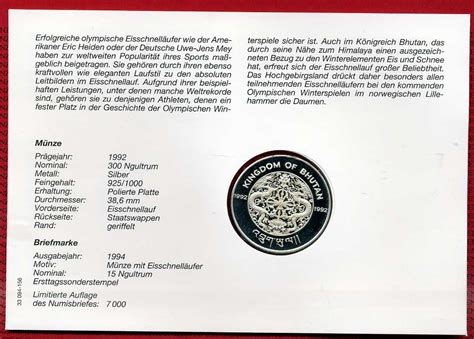 Erfolgreiche olympische Eisschnelläufer wie der Ame-
rikaner Eric Heiden oder der Deutsche Uwe-Jens Mey
haben zur weltweiten Popularität ihres Sports maß-
geblich beigetragen. Sie gehören durch ihren ebenso
kraftvollen wie eleganten Laufstil zu den absoluten
Leitbildern im Eisschnellauf. Aufgrund ihrer beispiel-
haften Leistungen, unter denen manche Weltrekorde
sind, gehören sie zu denjenigen Athleten, denen ein
fester Platz in der Geschichte der Olympischen Win-
terspielen sicher ist. Auch im Königreich Bhutan, das
durch seine Nähe zum Himalaya einen ausgezeichne-
ten Bezug zu den Winterelementen Eis und Schnee
hat, erfreut sich der Eisschnellauf großer Beliebtheit.
Das Hochgebirgsland drückt daher besonders allen
teilnehmenden Eisschnelläufern bei den kommenden
Olympischen Winterspielen im norwegischen Lille-
hammer die Daumen.
Münze
Prägejahr: 1992
Nominal: 300 Ngultrum
Metall: Silber
Feingehalt: 925/1000
Erhaltung: Polierte Platte
Durchmesser: 38,6 mm
Vorderseite: Eisschnellauf
Rückseite: Staatswappen
Rand: geriffelt
Briefmarke
Ausgabejahr: 1994
Motiv: Münze mit Eisschnelläufer
Nominal: 15 Ngultrum
Ersttagssonderstempel
Limitierte Auflage
des Numisbriefes: 7000
33 094-156
KINGDOM OF BHUTAN
1992 1992